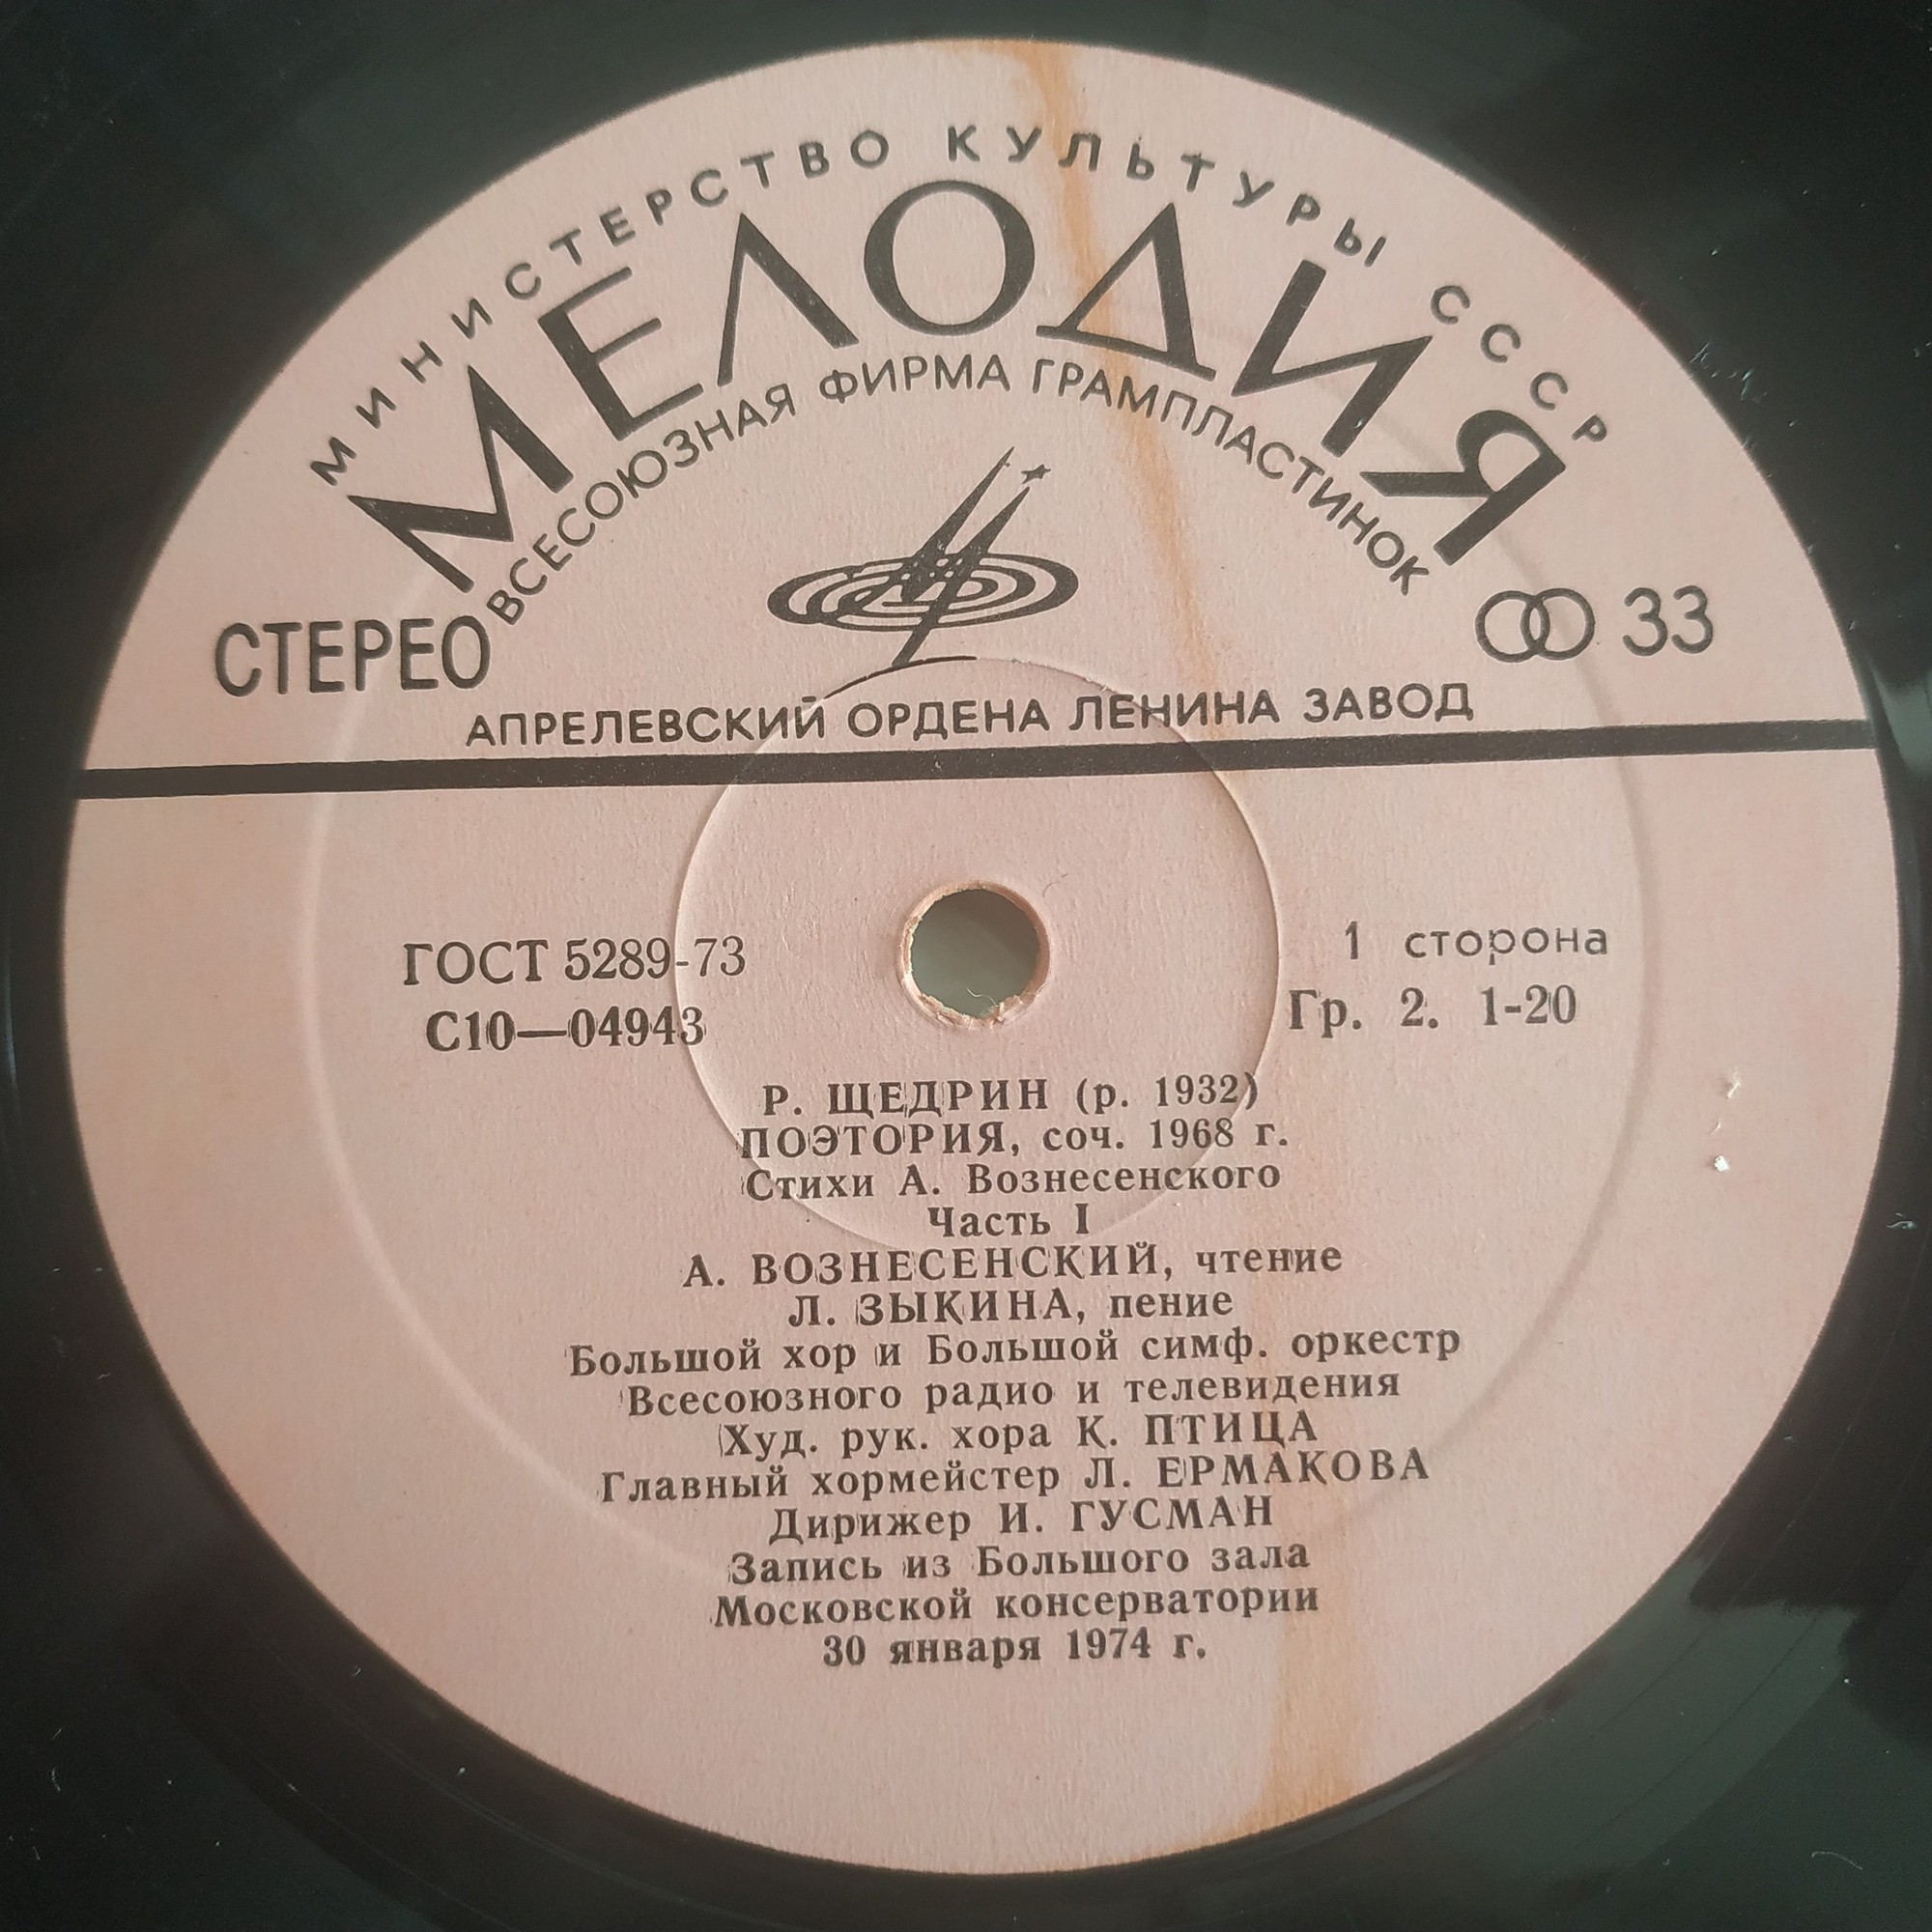 МИНИСТЕРСТВО КУЛЬТУРЫ СССР
МЕЛОДИЯ
ВСЕСОЮЗНАЯ ФИРМА ГРАМПЛАСТИНОК
СТЕРЕО
33
АПРЕЛЕВСКИЙ ОРДЕНА ЛЕНИНА ЗАВОД
ГОСТ 5289-73
С10—04943
1 сторона
Гр. 2. 1-20
Р. ЩЕДРИН (р. 1932)
ПОЭТОРИЯ, соч. 1968 г.
Стихи А. Вознесенского
Часть I
А. ВОЗНЕСЕНСКИЙ, чтение
Л. ЗЫКИНА, пение
Большой хор и Большой симф. оркестр
Всесоюзного радио и телевидения
Худ. рук. хора К. ПТИЦА
Главный хормейстер Л. ЕРМАКОВА
Дирижер И. ГУСМАН
Запись из Большого зала
Московской консерватории
30 января 1974 г.